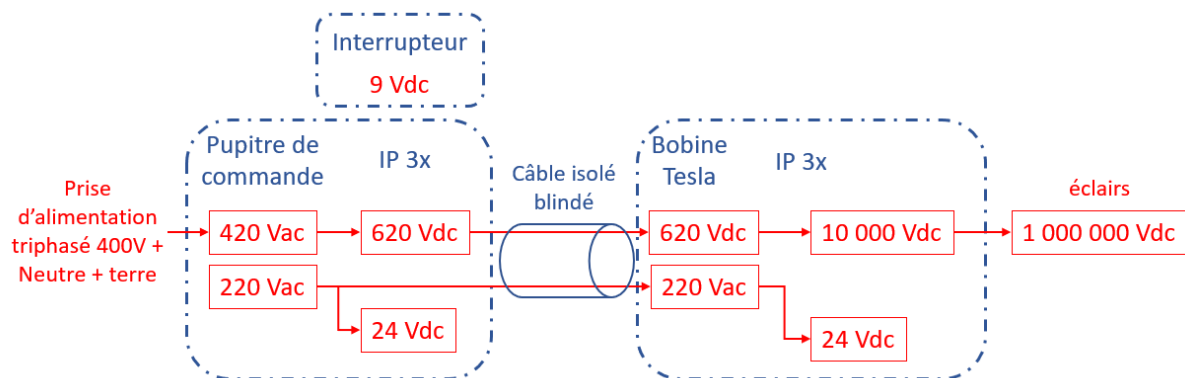 Interrupteur
9 Vdc
Pupitre de
commande
IP 3x
Câble isolé
blindé
Bobine
Tesla
IP 3x
Prise
d'alimentation
triphasé 400V +
Neutre + terre
éclairs
420 Vac
620 Vdc
620 Vdc
10 000 Vdc
1 000 000 Vdc
220 Vac
220 Vac
24 Vdc
24 Vdc